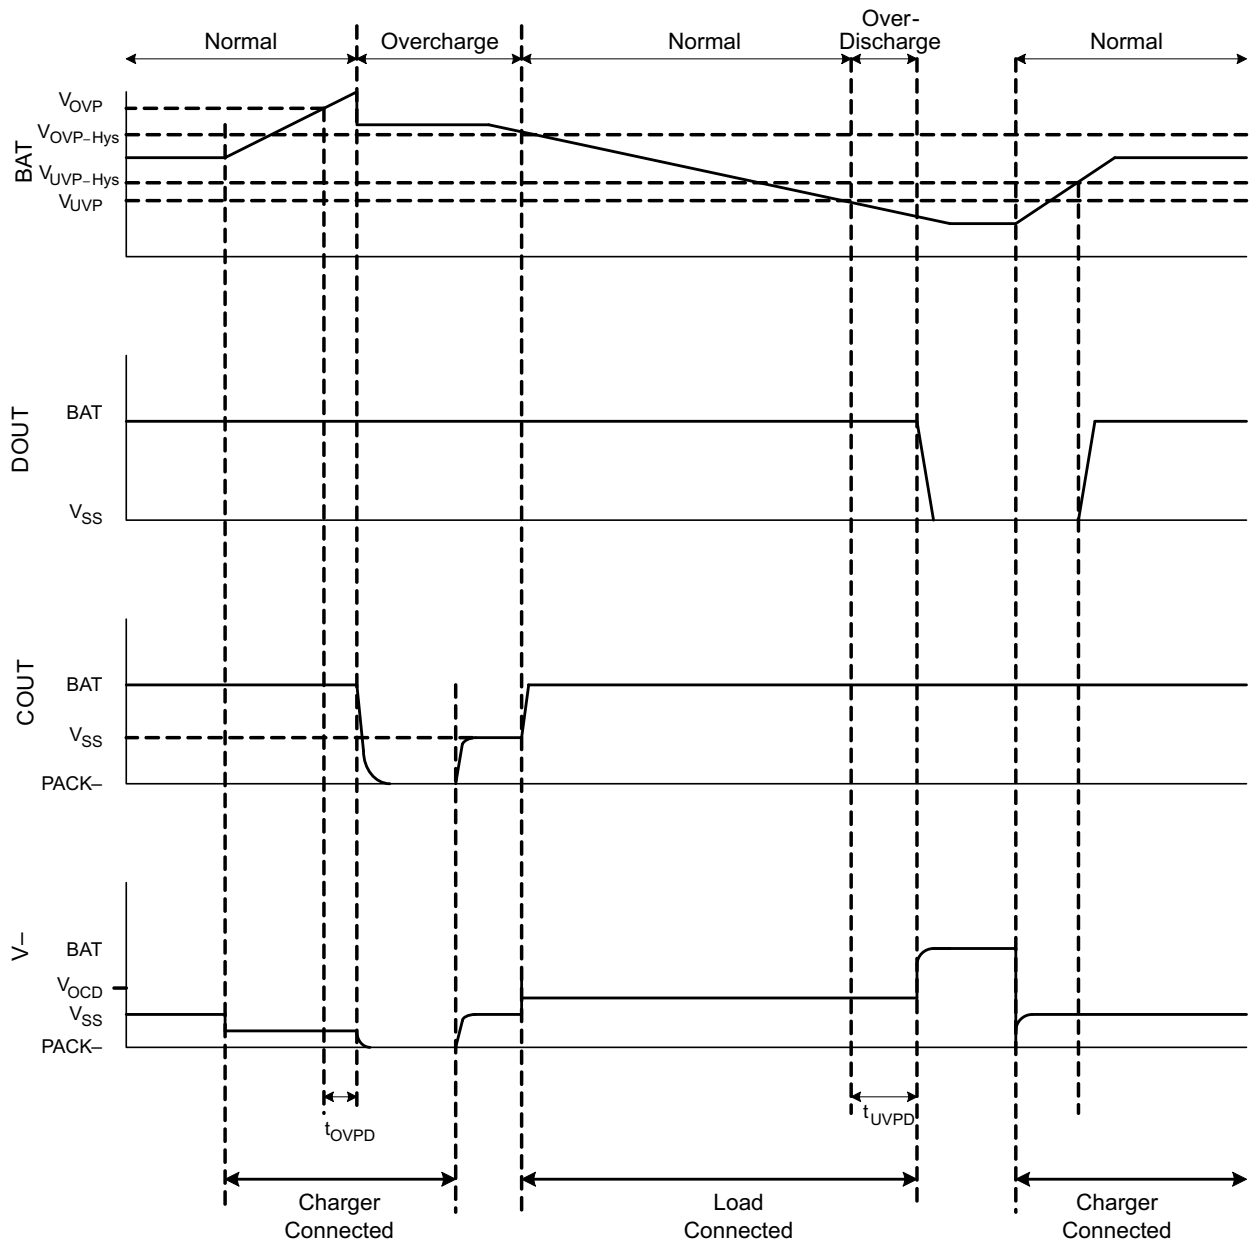 Normal
Overcharge
Normal
Over-
Discharge
Normal
BAT
VOVP
VOVP–Hys
VUVP–Hys
VUVP
DOUT
BAT
VSS
COUT
BAT
VSS
PACK–
V–
BAT
VOCD
VSS
PACK–
tOVPD
tUVPD
Charger
Connected
Load
Connected
Charger
Connected